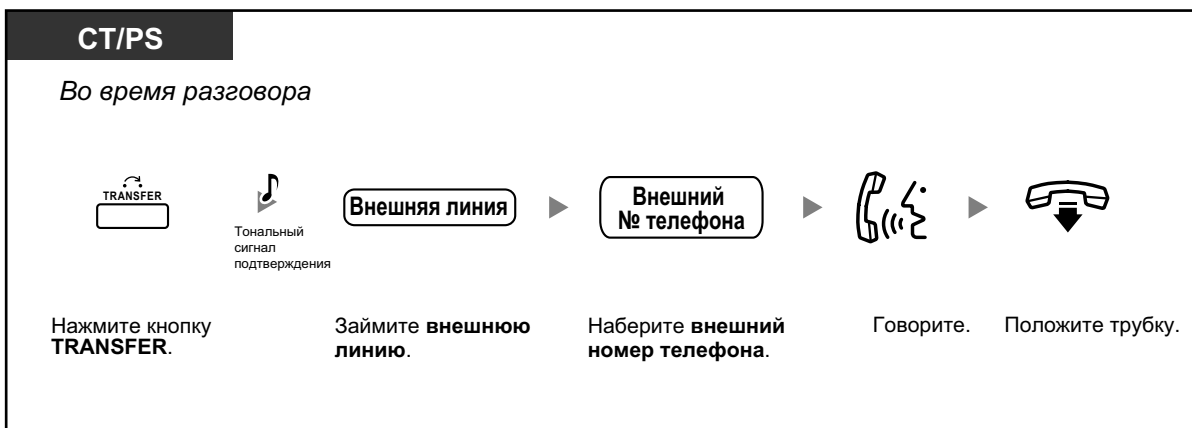 CT/PS
Во время разговора
TRANSFER
Тональный
сигнал
подтверждения
Внешняя линия
Внешний
№ телефона
Нажмите кнопку
TRANSFER.
Займите внешнюю
линию.
Наберите внешний
номер телефона.
Говорите.
Положите трубку.